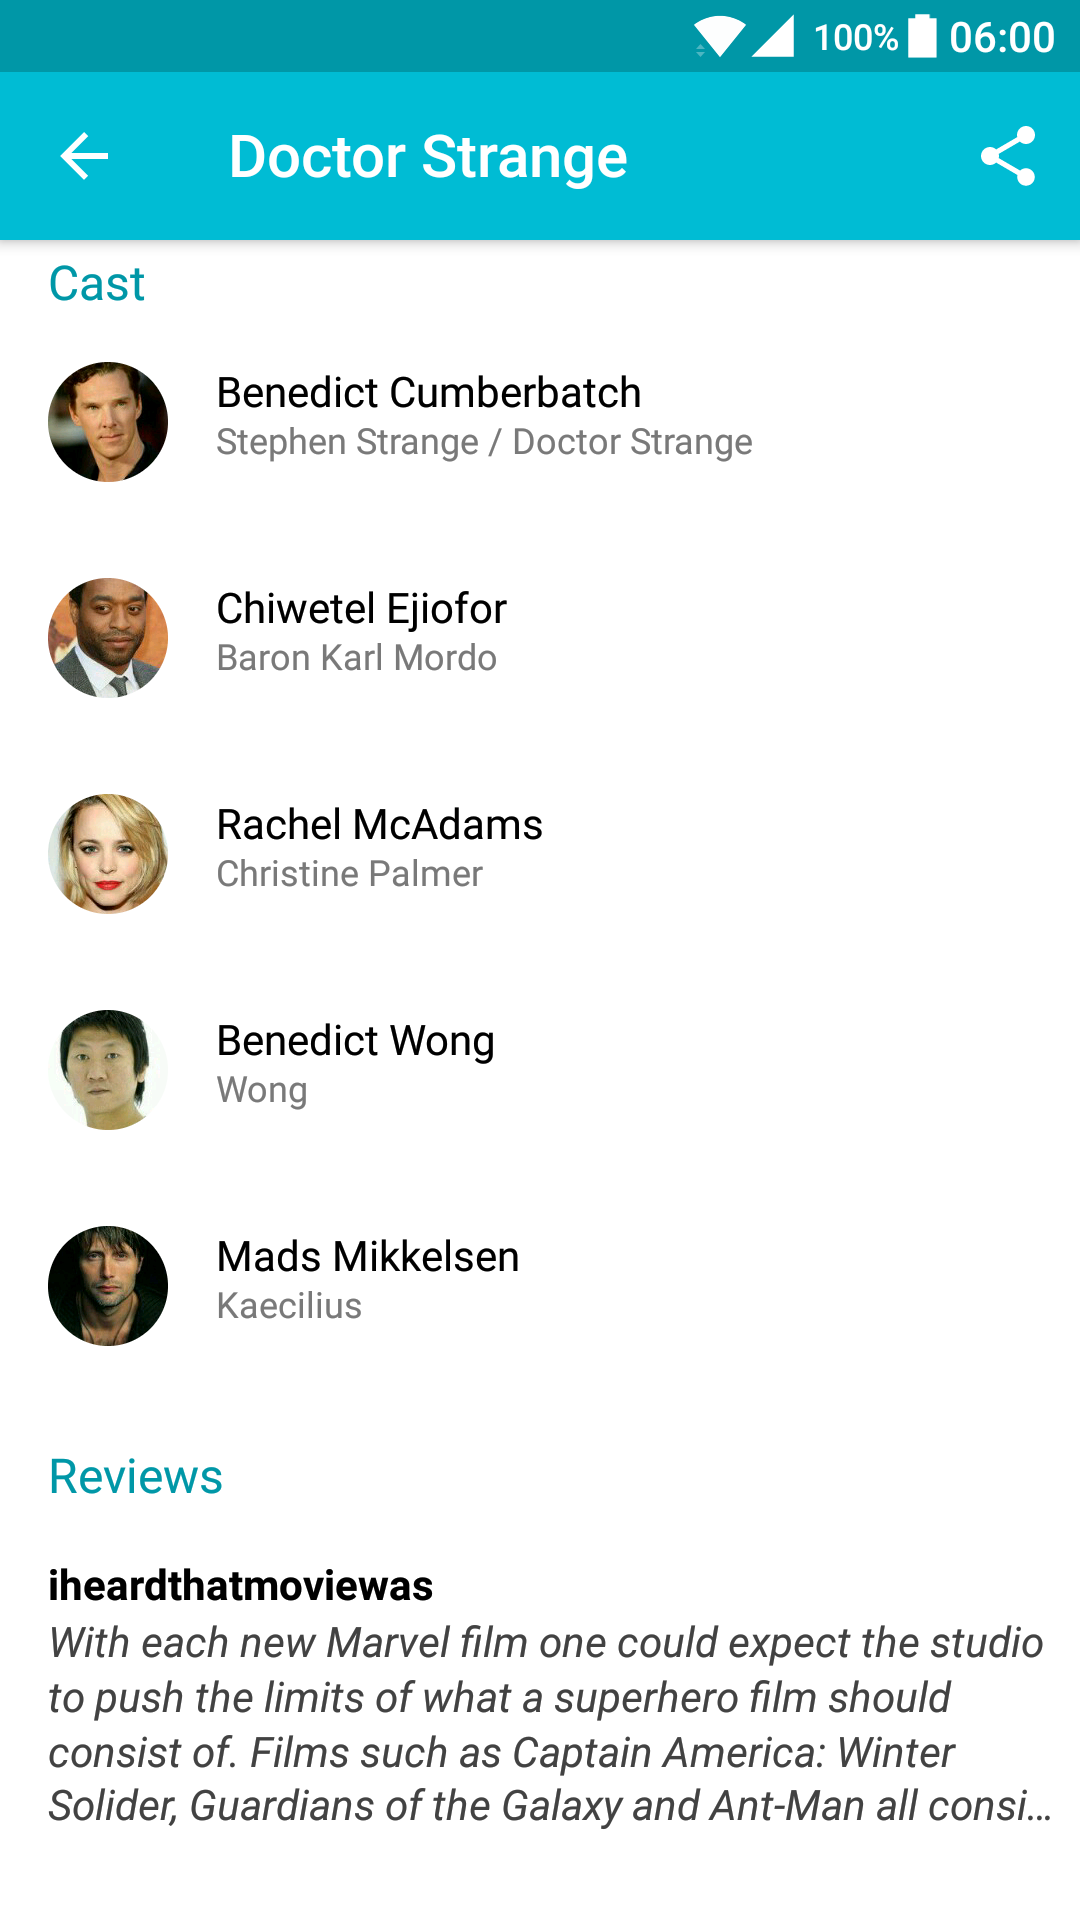 100% 06:00
Doctor Strange
Cast
Benedict Cumberbatch
Stephen Strange / Doctor Strange
Chiwetel Ejiofor
Baron Karl Mordo
Rachel McAdams
Christine Palmer
Benedict Wong
Wong
Mads Mikkelsen
Kaecilius
Reviews
iheardthatmoviewas
With each new Marvel film one could expect the studio
to push the limits of what a superhero film should
consist of. Films such as Captain America: Winter
Solider, Guardians of the Galaxy and Ant-Man all consi…